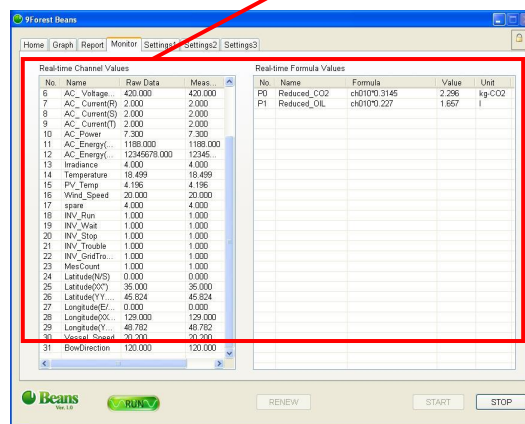 9Forest Beans
Home Graph Report Monitor Settings1 Settings2 Settings3
Real-time Channel Values
No. Name Raw Data Meas...
6 AC_ Voltage... 420.000 420.000
7 AC_ Current(R) 2.000 2.000
8 AC_ Current(S) 2.000 2.000
9 AC_ Current(T) 2.000 2.000
10 AC_Power 7.300 7.300
11 AC_Energy(... 1188.000 1188.000
12 AC_Energy(... 12345678.000 12345...
13 Irradiance 4.000 4.000
14 Temperature 18.499 18.499
15 PV_Temp 4.196 4.196
16 Wind_Speed 20.000 20.000
17 spare 4.000 4.000
18 INV_Run 1.000 1.000
19 INV_Wait 1.000 1.000
20 INV_Stop 1.000 1.000
21 INV_Trouble 1.000 1.000
22 INV_GridTro... 1.000 1.000
23 MesCount 1.000 1.000
24 Latitude(N/S) 0.000 0.000
25 Latitude(XX°) 35.000 35.000
26 Latitude(YY.... 45.824 45.824
27 Longitude(E/... 0.000 0.000
28 Longitude(XX... 129.000 129.000
29 Longitude(Y... 48.782 48.782
30 Vessel_Speed 20.200 20.200
31 BowDirection 120.000 120.000
Real-time Formula Values
No. Name Formula Value Unit
P0 Reduced_CO2 ch010*0.3145 2.296 kg-CO2
P1 Reduced_OIL ch010*0.227 1.657 l
Beans
Ver. 1.0
RUN
RENEW
START
STOP